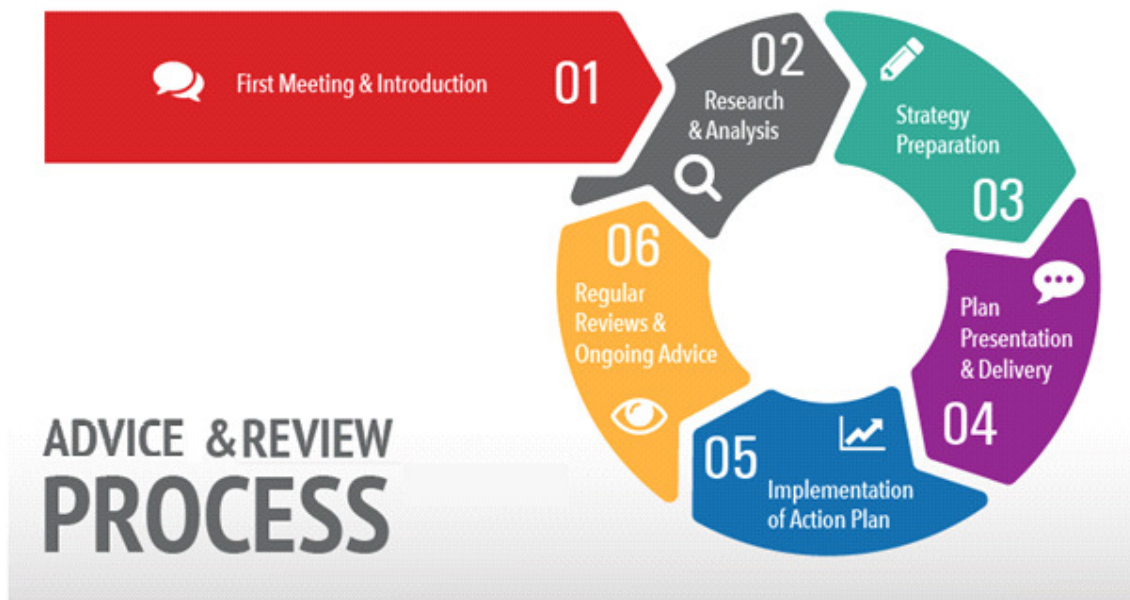 First Meeting & Introduction
01
02
Research
& Analysis
Strategy
Preparation
03
Plan
Presentation
& Delivery
04
05
Implementation
of Action Plan
06
Regular
Reviews &
Ongoing Advice
ADVICE & REVIEW
PROCESS